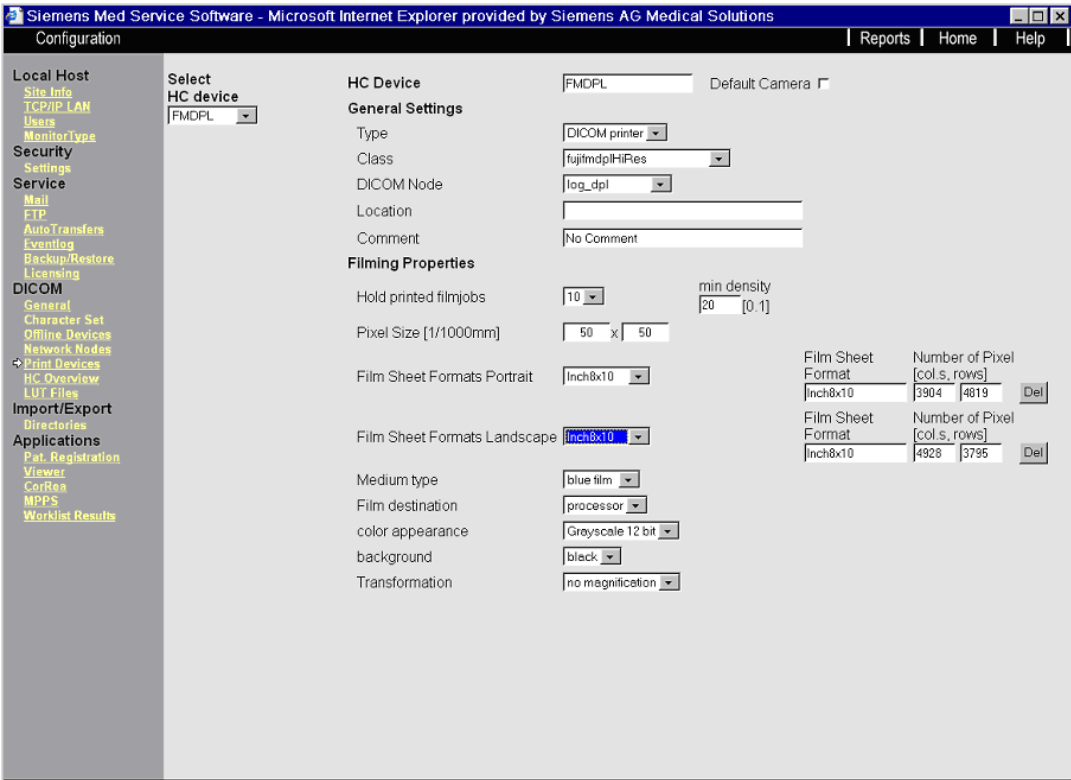 Siemens Med Service Software - Microsoft Internet Explorer provided by Siemens AG Medical Solutions
Configuration
Reports
Home
Help
Local Host
Site Info
TCP/IP LAN
Users
MonitorType
Security
Settings
Service
Mail
FTP
AutoTransfers
Eventlog
Backup/Restore
Licensing
DICOM
General
Character Set
Offline Devices
Network Nodes
Print Devices
HC Overview
LUT Files
Import/Export
Directories
Applications
Pat. Registration
Viewer
CorRea
MPPS
Worklist Results
Select
HC device
FMDPL
HC Device FMDPL Default Camera
General Settings
Type DICOM printer
Class fujifmdplHiRes
DICOM Node log_dpl
Location
Comment No Comment
Filming Properties
min density
Hold printed filmjobs 10 20 [0.1]
Pixel Size [1/1000mm] 50 x 50
Film Sheet Number of Pixel
Format [col.s, rows]
Film Sheet Formats Portrait Inch8x10 Inch8x10 3904 4819 Del
Film Sheet Number of Pixel
Format [col.s, rows]
Film Sheet Formats Landscape Inch8x10 Inch8x10 4928 3795 Del
Medium type blue film
Film destination processor
color appearance Grayscale 12 bit
background black
Transformation no magnification